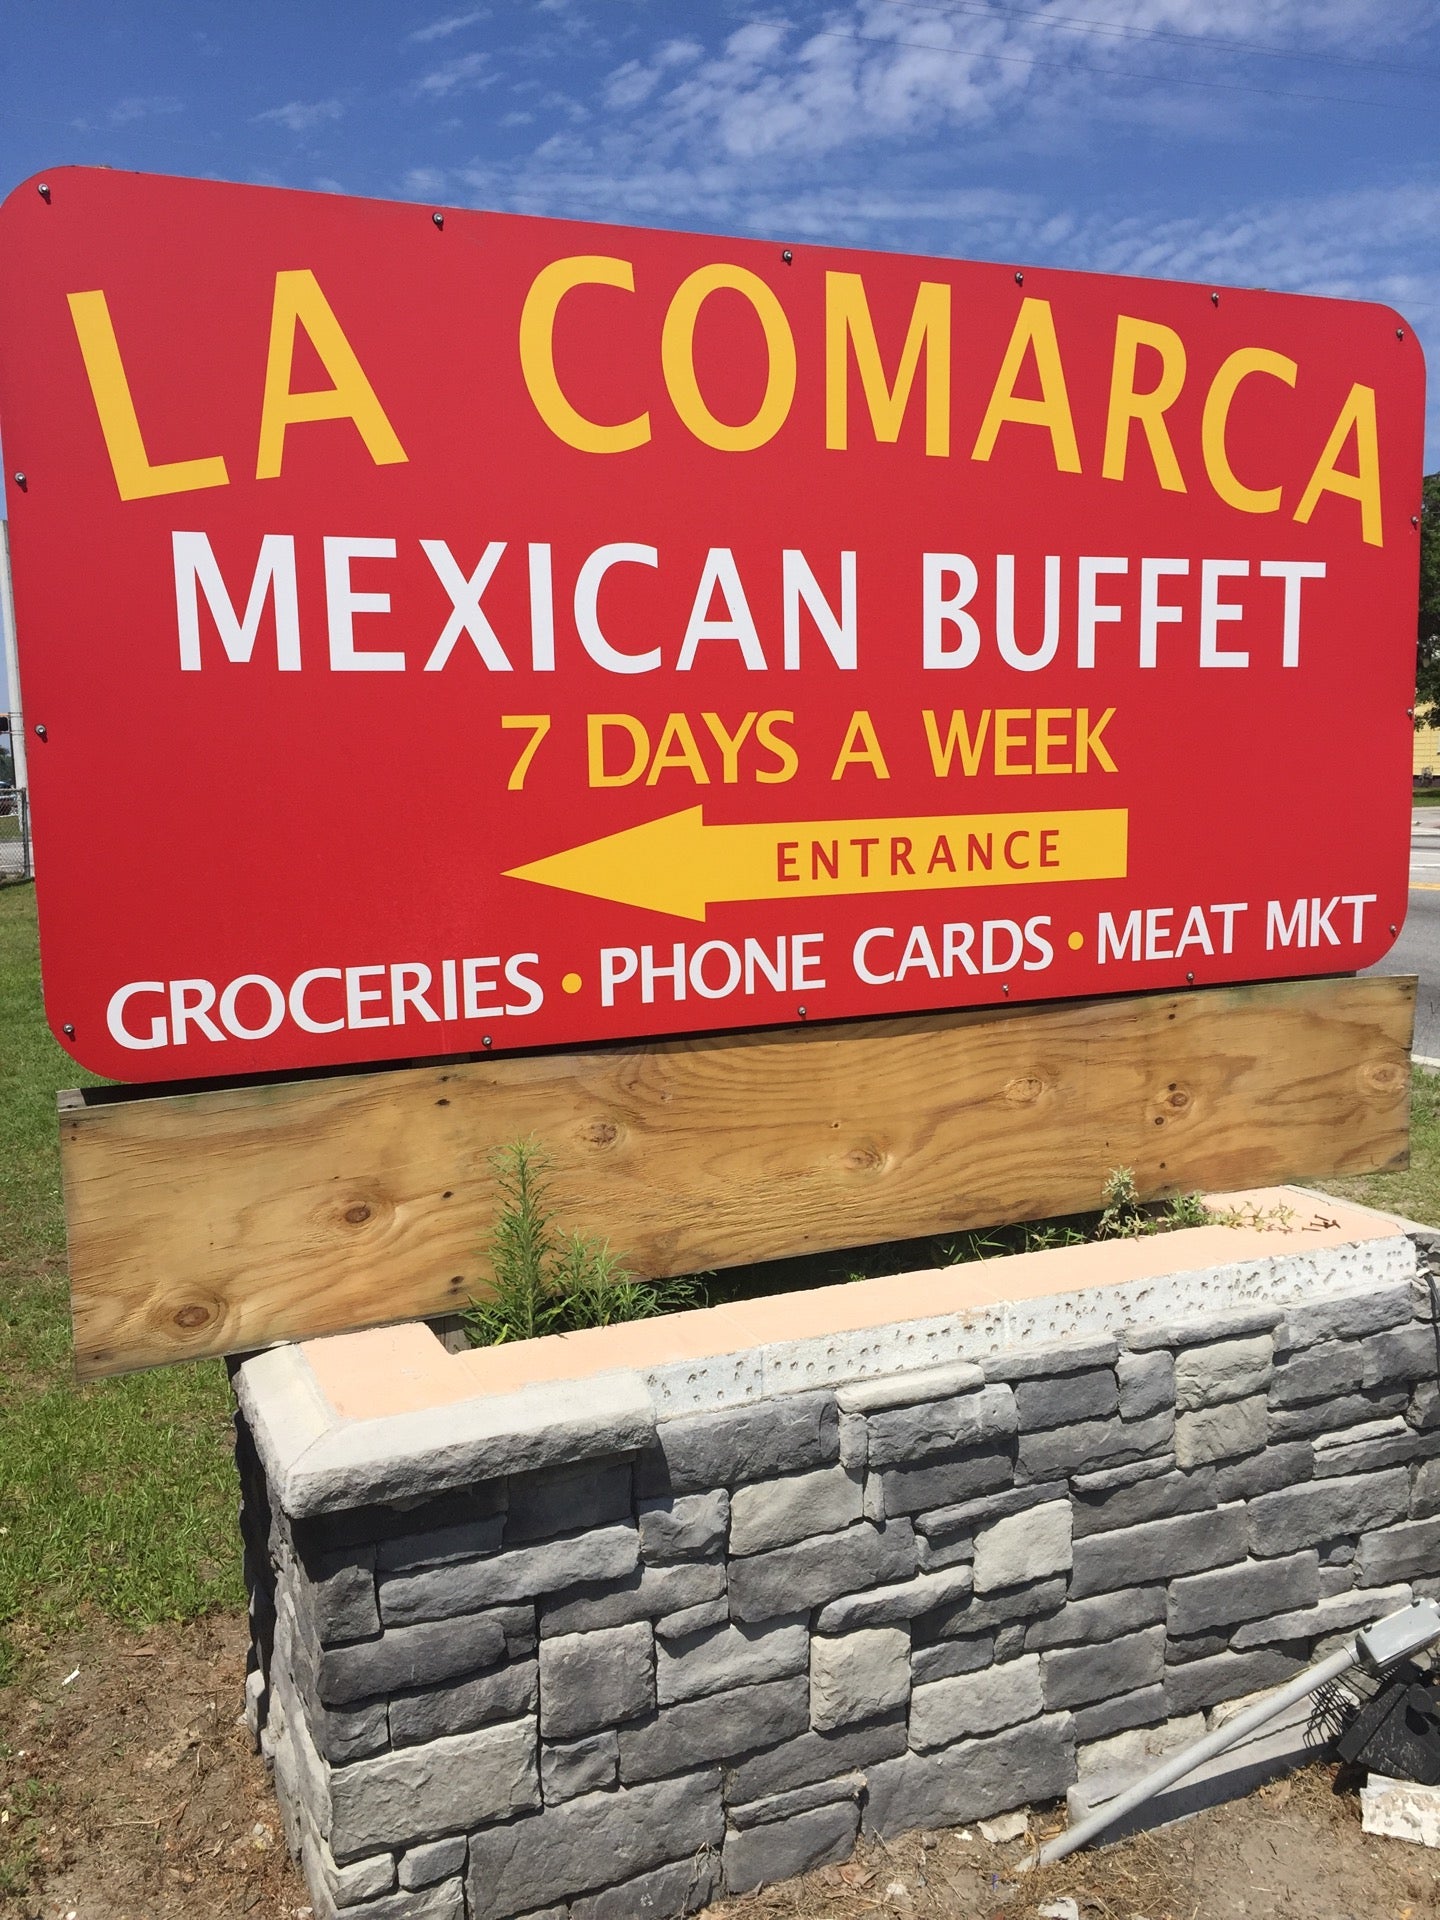 LA COMARCA
MEXICAN BUFFET
7 DAYS A WEEK
ENTRANCE
GROCERIES • PHONE CARDS • MEAT MKT